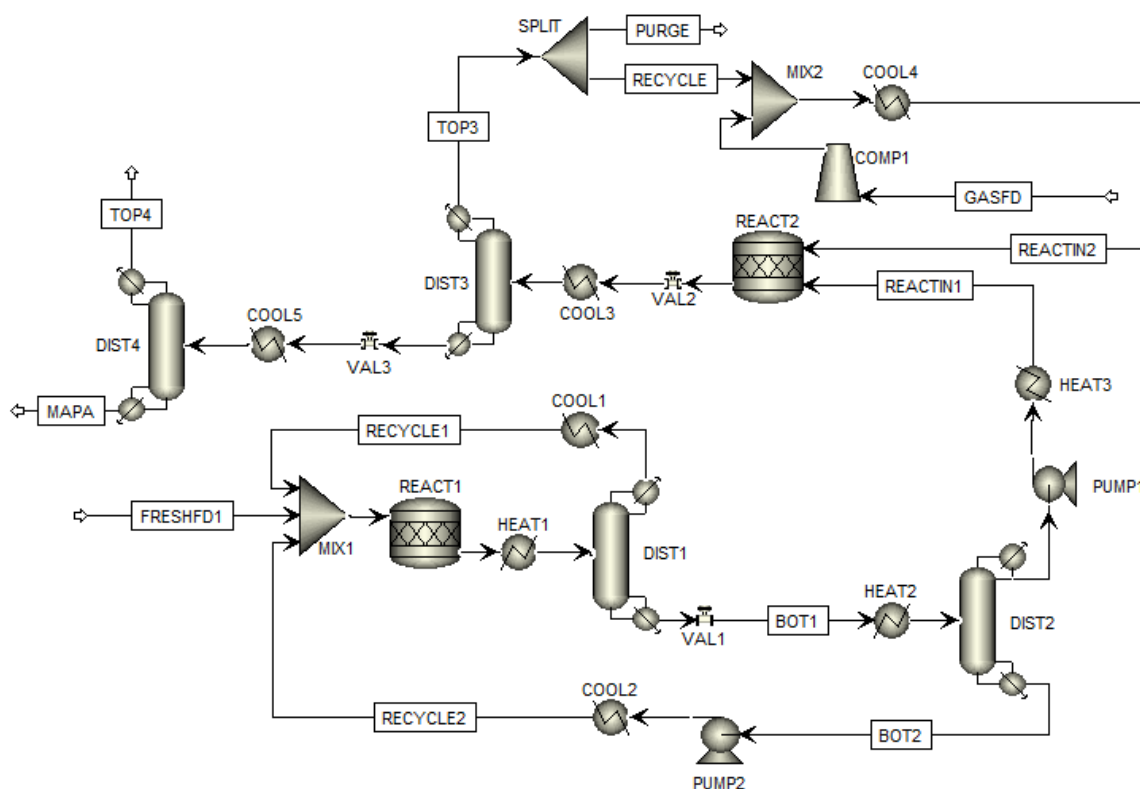 SPLIT
PURGE
RECYCLE
MIX2
COOL4
TOP3
COMP1
GASFD
TOP4
REACT2
REACTIN2
REACTIN1
DIST3
COOL3
VAL2
COOL5
DIST4
VAL3
HEAT3
MAPA
COOL1
RECYCLE1
REACT1
PUMP1
FRESHFD1
HEAT1
MIX1
DIST1
HEAT2
BOT1
DIST2
VAL1
COOL2
RECYCLE2
BOT2
PUMP2